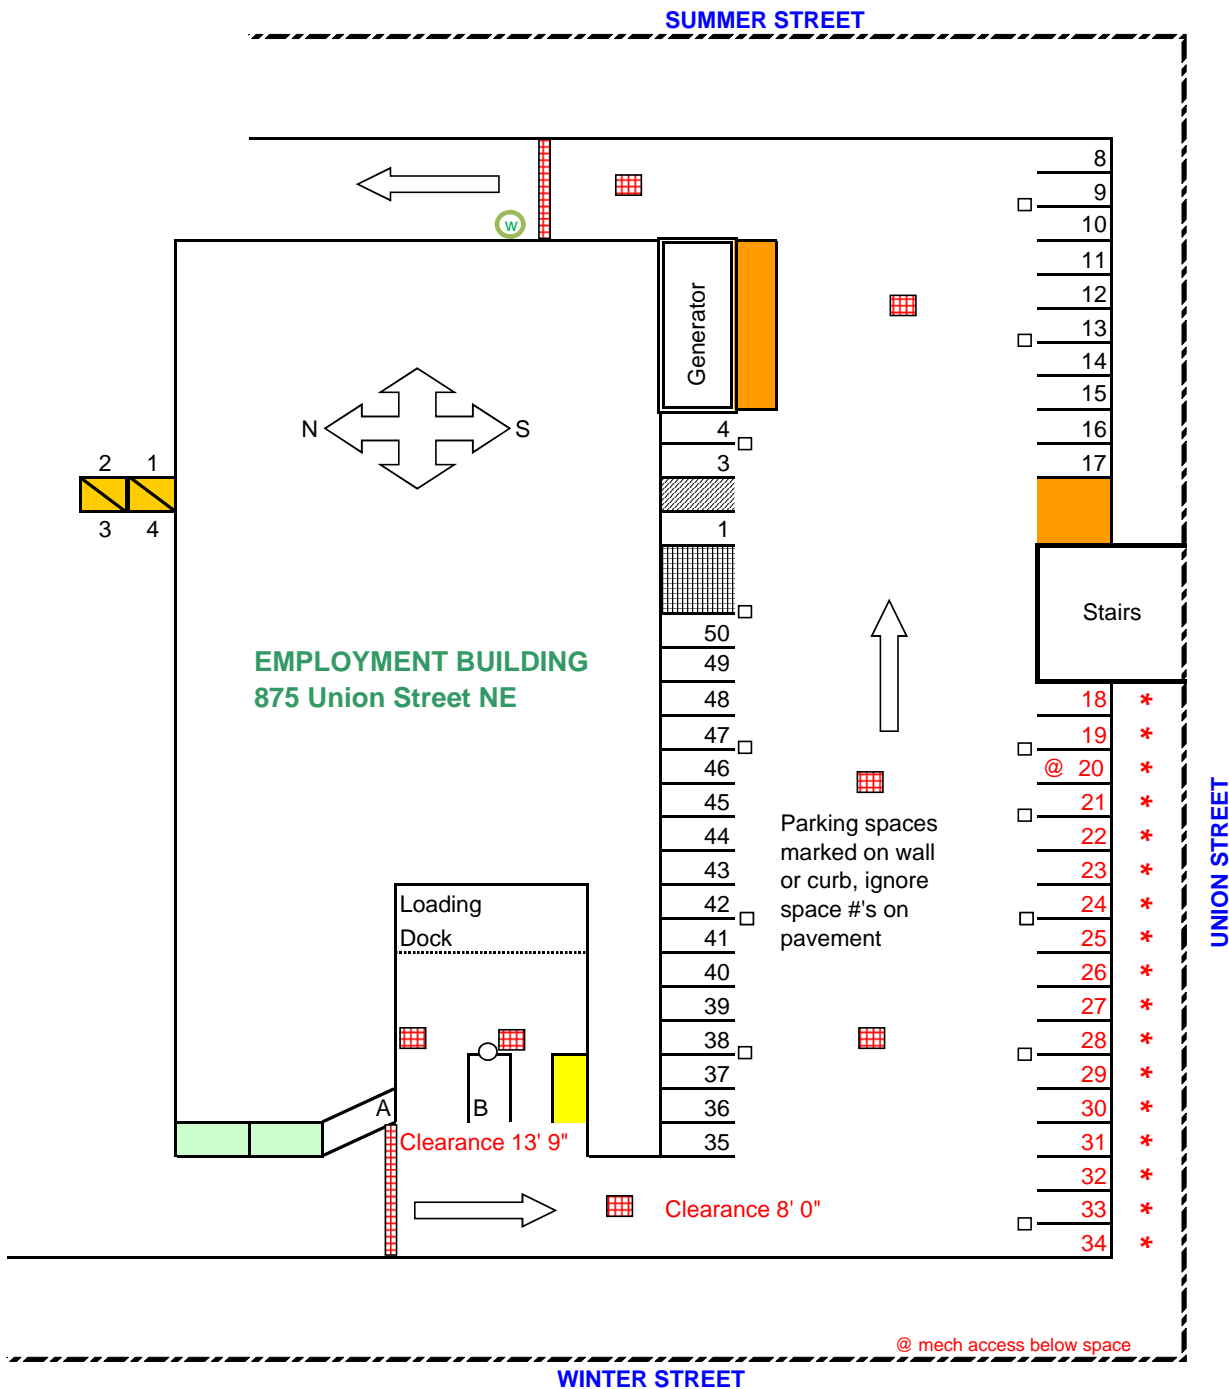 SUMMER STREET
8
9
W
10
11
12
Generator
13
14
15
N
S
4
16
2 1
3
17
3 4
1
Stairs
50
EMPLOYMENT BUILDING
49
875 Union Street NE
48
18 *
47
19 *
46
@ 20 *
45
21 *
Parking spaces
marked on wall
or curb, ignore
space #'s on
pavement
44
22 *
43
23 *
Loading
42
24 *
Dock
41
25 *
40
26 *
39
27 *
38
28 *
37
29 *
A
B
36
30 *
Clearance 13' 9"
35
31 *
32 *
Clearance 8' 0"
33 *
34 *
UNION STREET
@ mech access below space
WINTER STREET